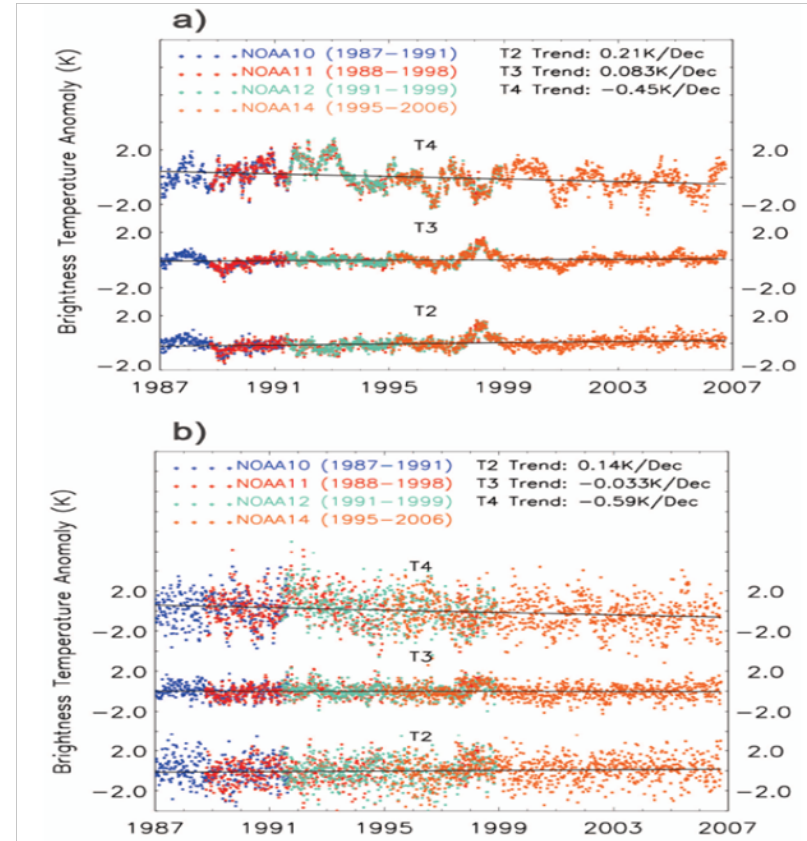 a)
· · · ·NOAA10 (1987−1991) T2 Trend: 0.21K/Dec
· · · ·NOAA11 (1988−1998) T3 Trend: 0.083K/Dec
· · · ·NOAA12 (1991−1999) T4 Trend: −0.45K/Dec
· · · ·NOAA14 (1995−2006)
Brightness Temperature Anomaly (K)
T4
2.0 2.0
−2.0 −2.0
T3
2.0 2.0
−2.0 −2.0
T2
2.0 2.0
−2.0 −2.0
1987 1991 1995 1999 2003 2007
b)
· · · ·NOAA10 (1987−1991) T2 Trend: 0.14K/Dec
· · · ·NOAA11 (1988−1998) T3 Trend: −0.033K/Dec
· · · ·NOAA12 (1991−1999) T4 Trend: −0.59K/Dec
· · · ·NOAA14 (1995−2006)
Brightness Temperature Anomaly (K)
T4
2.0 2.0
−2.0 −2.0
T3
2.0 2.0
−2.0 −2.0
T2
2.0 2.0
−2.0 −2.0
1987 1991 1995 1999 2003 2007